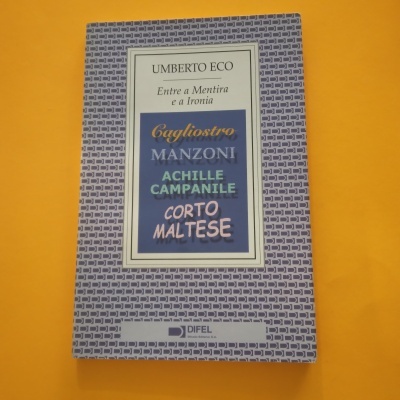 UMBERTO ECO
Entre a Mentira
e a Ironia
Cagliostro
MANZONI
ACHILLE
CAMPANILE
CORTO
MALTESE
DIFEL